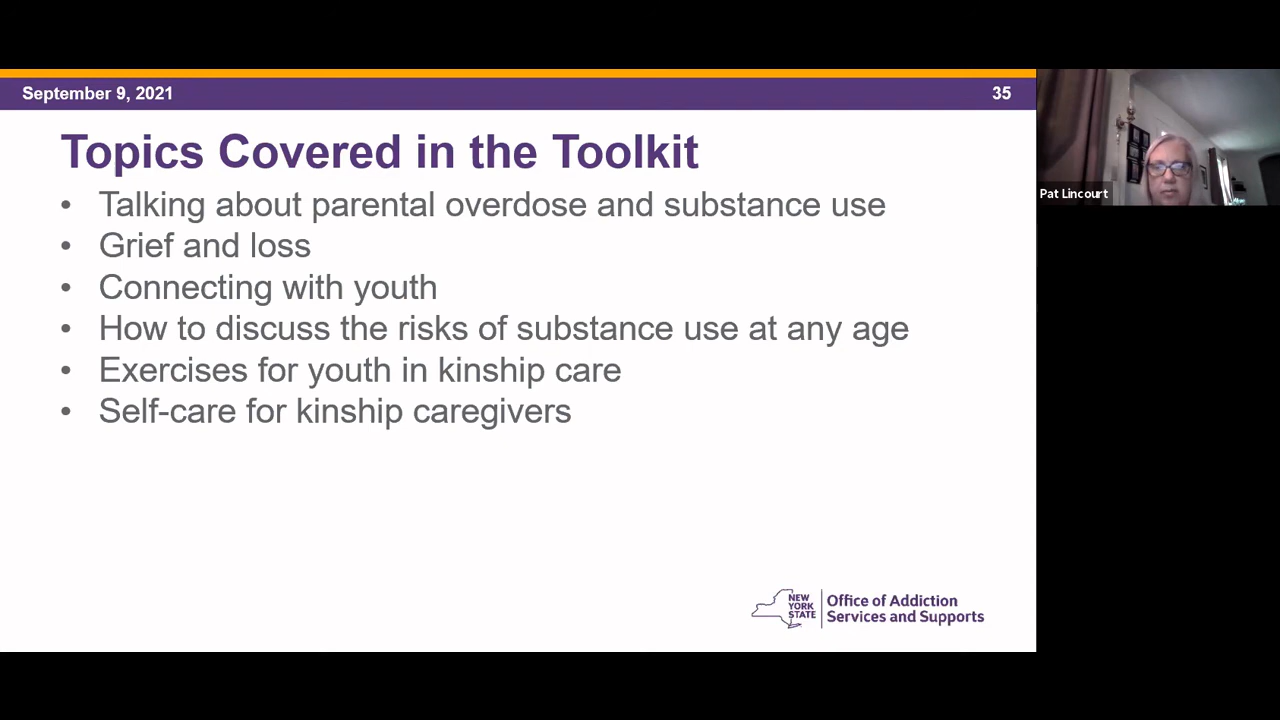 September 9, 2021
35
Topics Covered in the Toolkit
• Talking about parental overdose and substance use
• Grief and loss
• Connecting with youth
• How to discuss the risks of substance use at any age
• Exercises for youth in kinship care
• Self-care for kinship caregivers
Pat Lincourt
NEW
YORK
STATE
Office of Addiction
Services and Supports